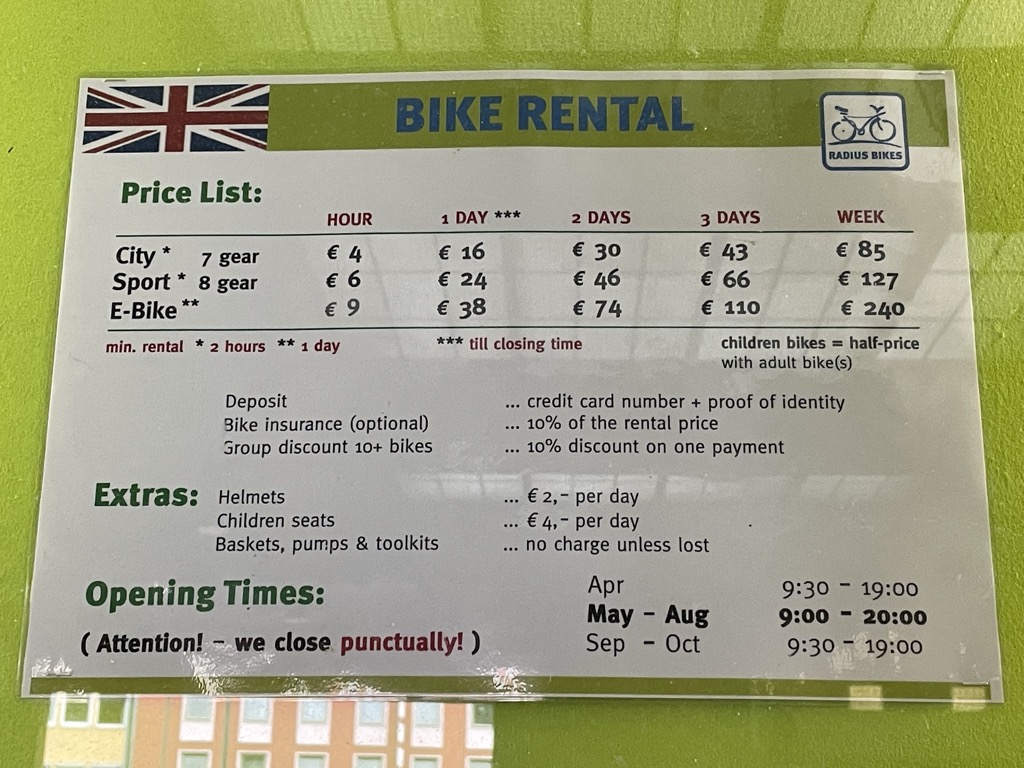 BIKE RENTAL
RADIUS BIKES
Price List:
HOUR 1 DAY *** 2 DAYS 3 DAYS WEEK
City * 7 gear € 4 € 16 € 30 € 43 € 85
Sport * 8 gear € 6 € 24 € 46 € 66 € 127
E-Bike ** € 9 € 38 € 74 € 110 € 240
min. rental * 2 hours ** 1 day *** till closing time children bikes = half-price
with adult bike(s)
Deposit ... credit card number + proof of identity
Bike insurance (optional) ... 10% of the rental price
Group discount 10+ bikes ... 10% discount on one payment
Extras: Helmets ... € 2,- per day
Children seats ... € 4,- per day
Baskets, pumps & toolkits ... no charge unless lost
Opening Times: Apr 9:30 - 19:00
May - Aug 9:00 - 20:00
( Attention! - we close punctually! ) Sep - Oct 9:30 - 19:00